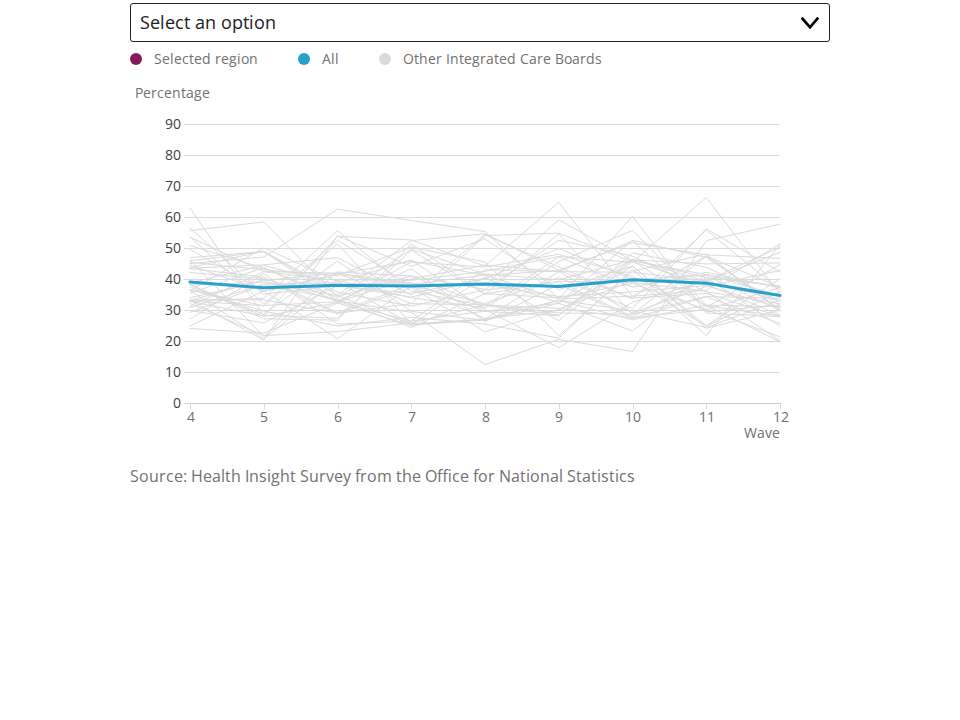 Select an option
Selected region All Other Integrated Care Boards
Percentage
90
80
70
60
50
40
30
20
10
0
4 5 6 7 8 9 10 11 12
Wave
Source: Health Insight Survey from the Office for National Statistics